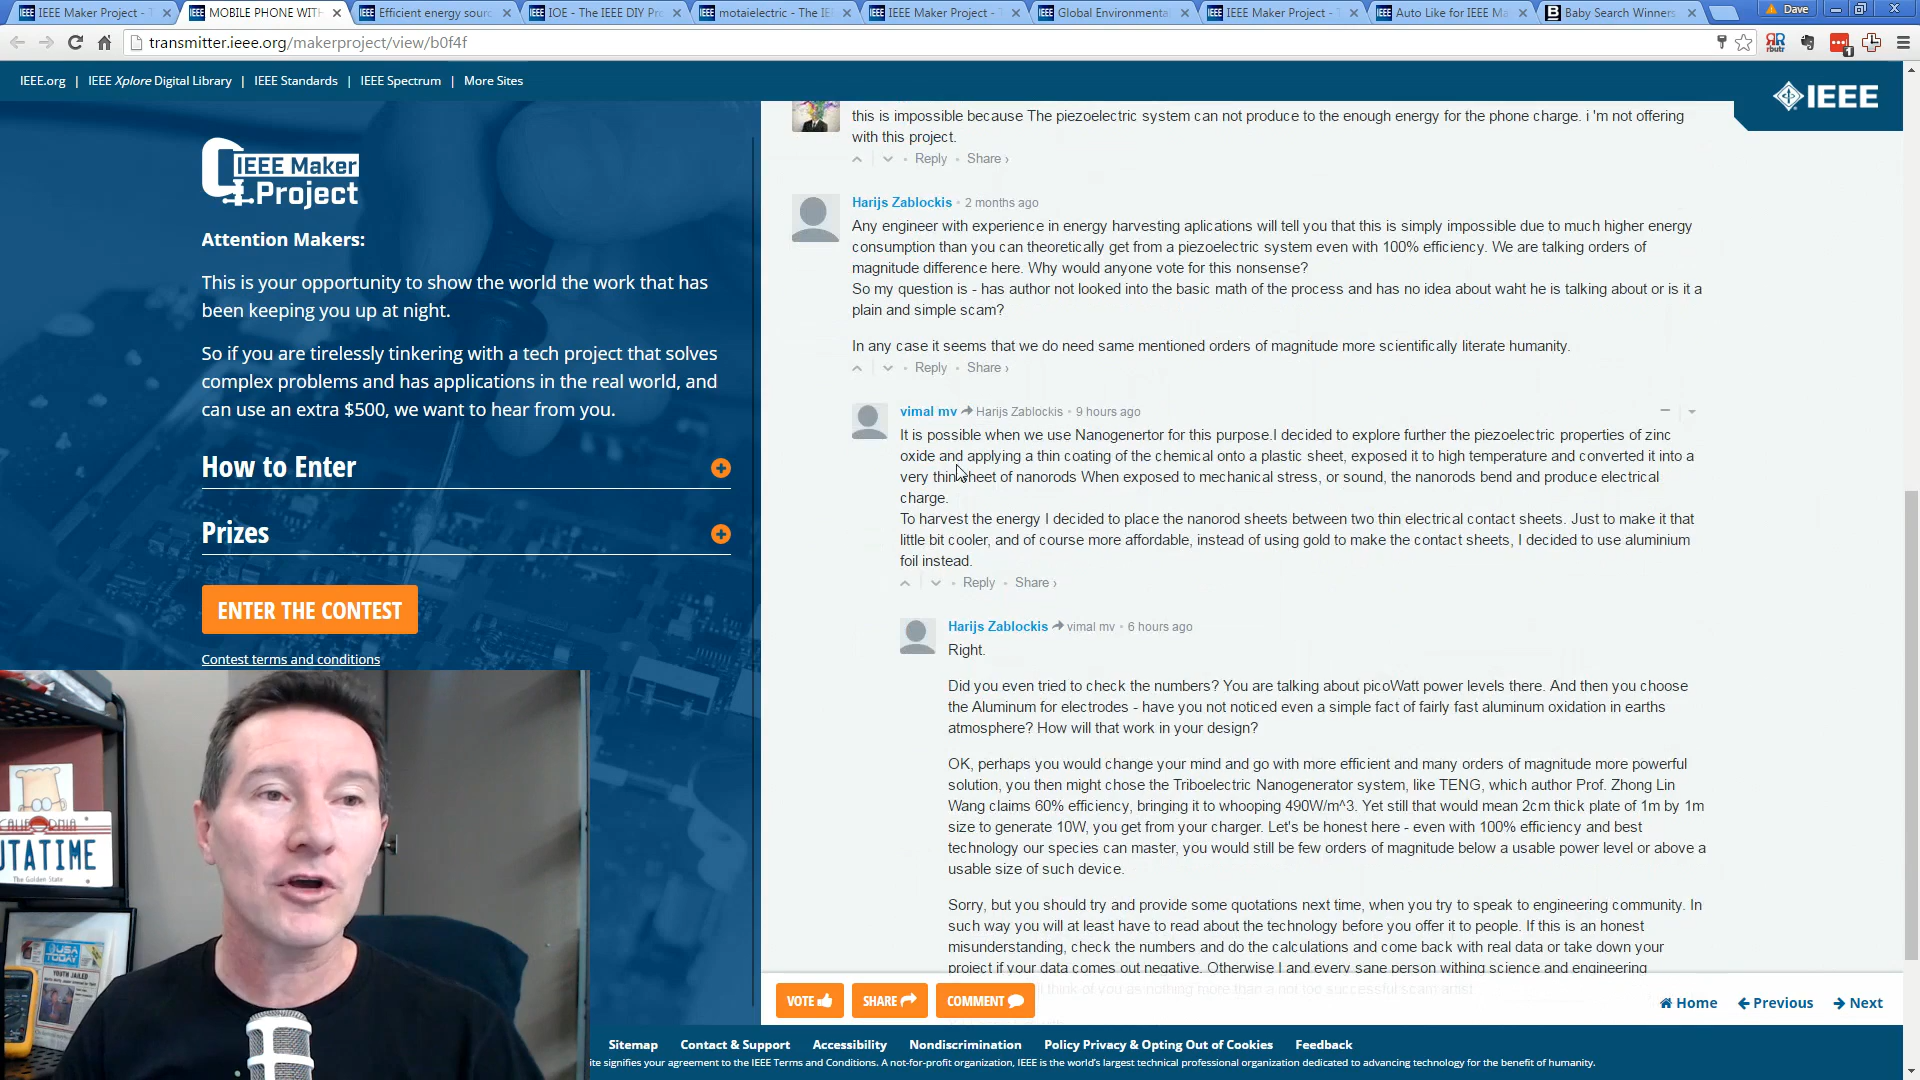 IEEE Maker Project - T
MOBILE PHONE WITH
Efficient energy sourc
IOE - The IEEE DIY Pro
motaielectric - The IE
IEEE Maker Project - T
Global Environmenta
IEEE Maker Project - T
Auto Like for IEEE Ma
Baby Search Winners
Dave
transmitter.ieee.org/makerproject/view/b0f4f
IEEE.org | IEEE Xplore Digital Library | IEEE Standards | IEEE Spectrum | More Sites
IEEE
IEEE Maker
Project
Attention Makers:
This is your opportunity to show the world the work that has
been keeping you up at night.
So if you are tirelessly tinkering with a tech project that solves
complex problems and has applications in the real world, and
can use an extra $500, we want to hear from you.
How to Enter
Prizes
ENTER THE CONTEST
Contest terms and conditions
this is impossible because The piezoelectric system can not produce to the enough energy for the phone charge. i 'm not offering
with this project.
Reply • Share ›
Harijs Zablockis • 2 months ago
Any engineer with experience in energy harvesting aplications will tell you that this is simply impossible due to much higher energy
consumption than you can theoretically get from a piezoelectric system even with 100% efficiency. We are talking orders of
magnitude difference here. Why would anyone vote for this nonsense?
So my question is - has author not looked into the basic math of the process and has no idea about waht he is talking about or is it a
plain and simple scam?
In any case it seems that we do need same mentioned orders of magnitude more scientifically literate humanity.
Reply • Share ›
vimal mv Harijs Zablockis • 9 hours ago
It is possible when we use Nanogenertor for this purpose.I decided to explore further the piezoelectric properties of zinc
oxide and applying a thin coating of the chemical onto a plastic sheet, exposed it to high temperature and converted it into a
very thin sheet of nanorods When exposed to mechanical stress, or sound, the nanorods bend and produce electrical
charge.
To harvest the energy I decided to place the nanorod sheets between two thin electrical contact sheets. Just to make it that
little bit cooler, and of course more affordable, instead of using gold to make the contact sheets, I decided to use aluminium
foil instead.
Reply • Share ›
Harijs Zablockis vimal mv • 6 hours ago
Right.
Did you even tried to check the numbers? You are talking about picoWatt power levels there. And then you choose
the Aluminum for electrodes - have you not noticed even a simple fact of fairly fast aluminum oxidation in earths
atmosphere? How will that work in your design?
OK, perhaps you would change your mind and go with more efficient and many orders of magnitude more powerful
solution, you then might chose the Triboelectric Nanogenerator system, like TENG, which author Prof. Zhong Lin
Wang claims 60% efficiency, bringing it to whooping 490W/m^3. Yet still that would mean 2cm thick plate of 1m by 1m
size to generate 10W, you get from your charger. Let's be honest here - even with 100% efficiency and best
technology our species can master, you would still be few orders of magnitude below a usable power level or above a
usable size of such device.
Sorry, but you should try and provide some quotations next time, when you try to speak to engineering community. In
such way you will at least have to read about the technology before you offer it to people. If this is an honest
misunderstanding, check the numbers and do the calculations and come back with real data or take down your
project if your data comes out negative. Otherwise I and every sane person withing science and engineering
think of you as nothing more than a not too successful scam artist.
VOTE
SHARE
COMMENT
Home Previous Next
Sitemap Contact & Support Accessibility Nondiscrimination Policy Privacy & Opting Out of Cookies Feedback
ite signifies your agreement to the IEEE Terms and Conditions. A not-for-profit organization, IEEE is the world's largest technical professional organization dedicated to advancing technology for the benefit of humanity.
CALIFORNIA
UTATIME
The Golden State
USA
TODAY
YOUTH JAILED